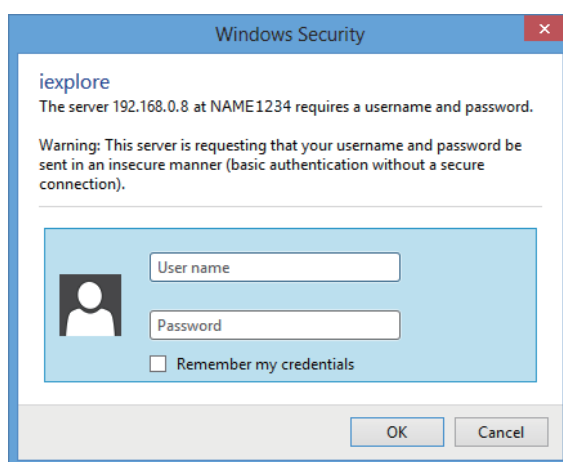 Windows Security
iexplore
The server 192.168.0.8 at NAME1234 requires a username and password.
Warning: This server is requesting that your username and password be
sent in an insecure manner (basic authentication without a secure
connection).
User name
Password
Remember my credentials
OK
Cancel